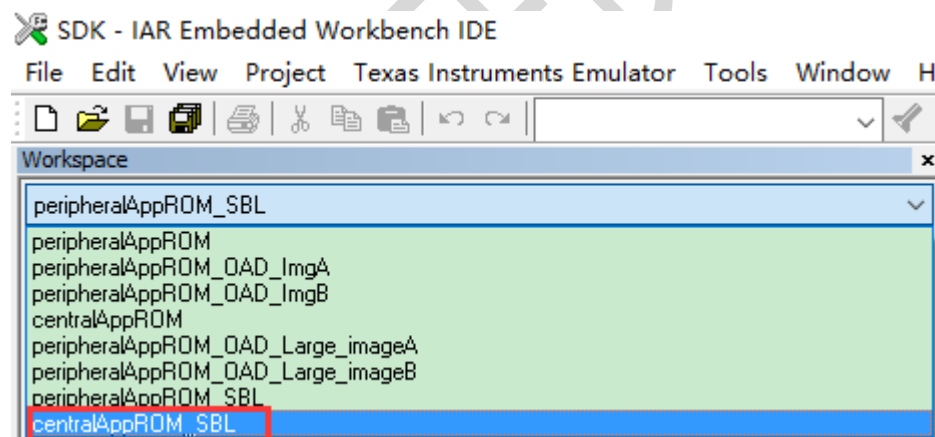 SDK - IAR Embedded Workbench IDE
File Edit View Project Texas Instruments Emulator Tools Window H
Workspace
peripheralAppROM_SBL
peripheralAppROM
peripheralAppROM_OAD_ImgA
peripheralAppROM_OAD_ImgB
centralAppROM
peripheralAppROM_OAD_Large_imageA
peripheralAppROM_OAD_Large_imageB
peripheralAppROM_SBL
centralAppROM_SBL